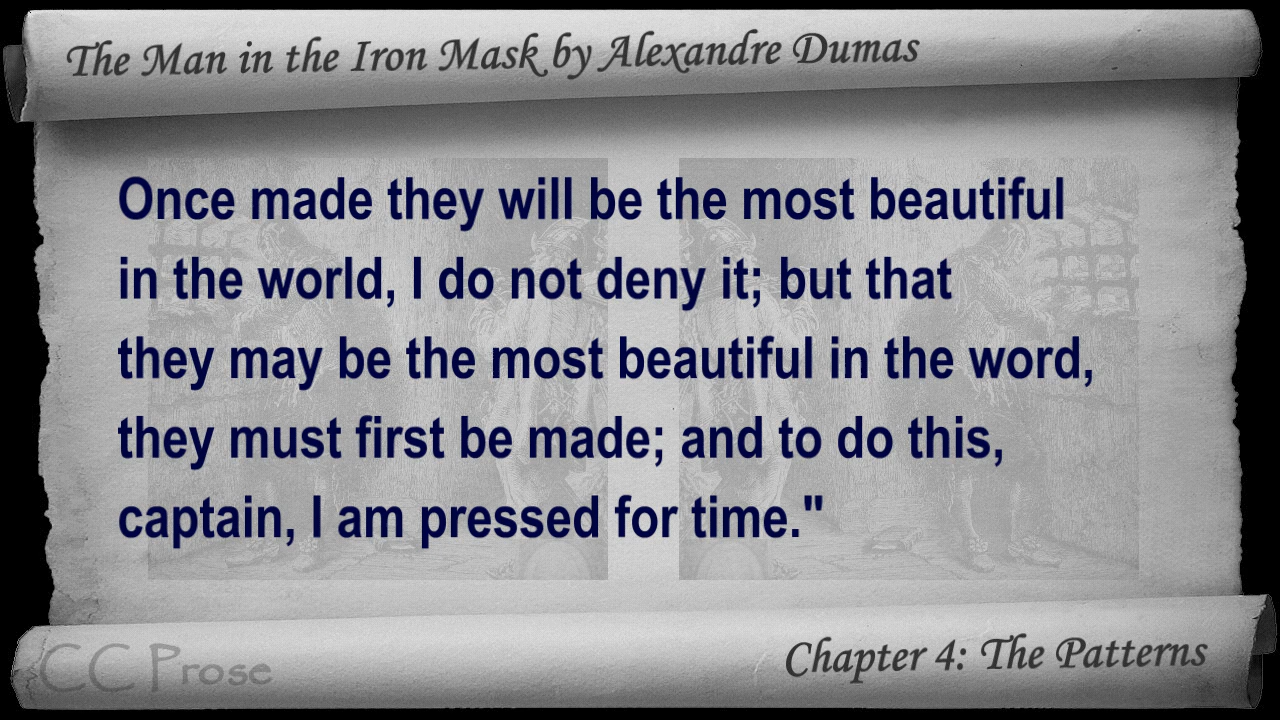 The Man in the Iron Mask by Alexandre Dumas
Once made they will be the most beautiful
in the world, I do not deny it; but that
they may be the most beautiful in the word,
they must first be made; and to do this,
captain, I am pressed for time."
CC Prose
Chapter 4: The Patterns